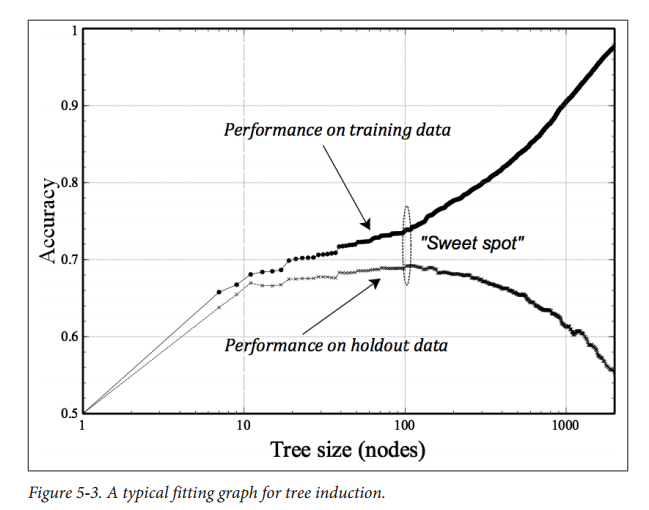 1
0.9
Performance on training data
0.8
Accuracy
"Sweet spot"
0.7
Performance on holdout data
0.6
0.5
1 10 100 1000
Tree size (nodes)
Figure 5-3. A typical fitting graph for tree induction.